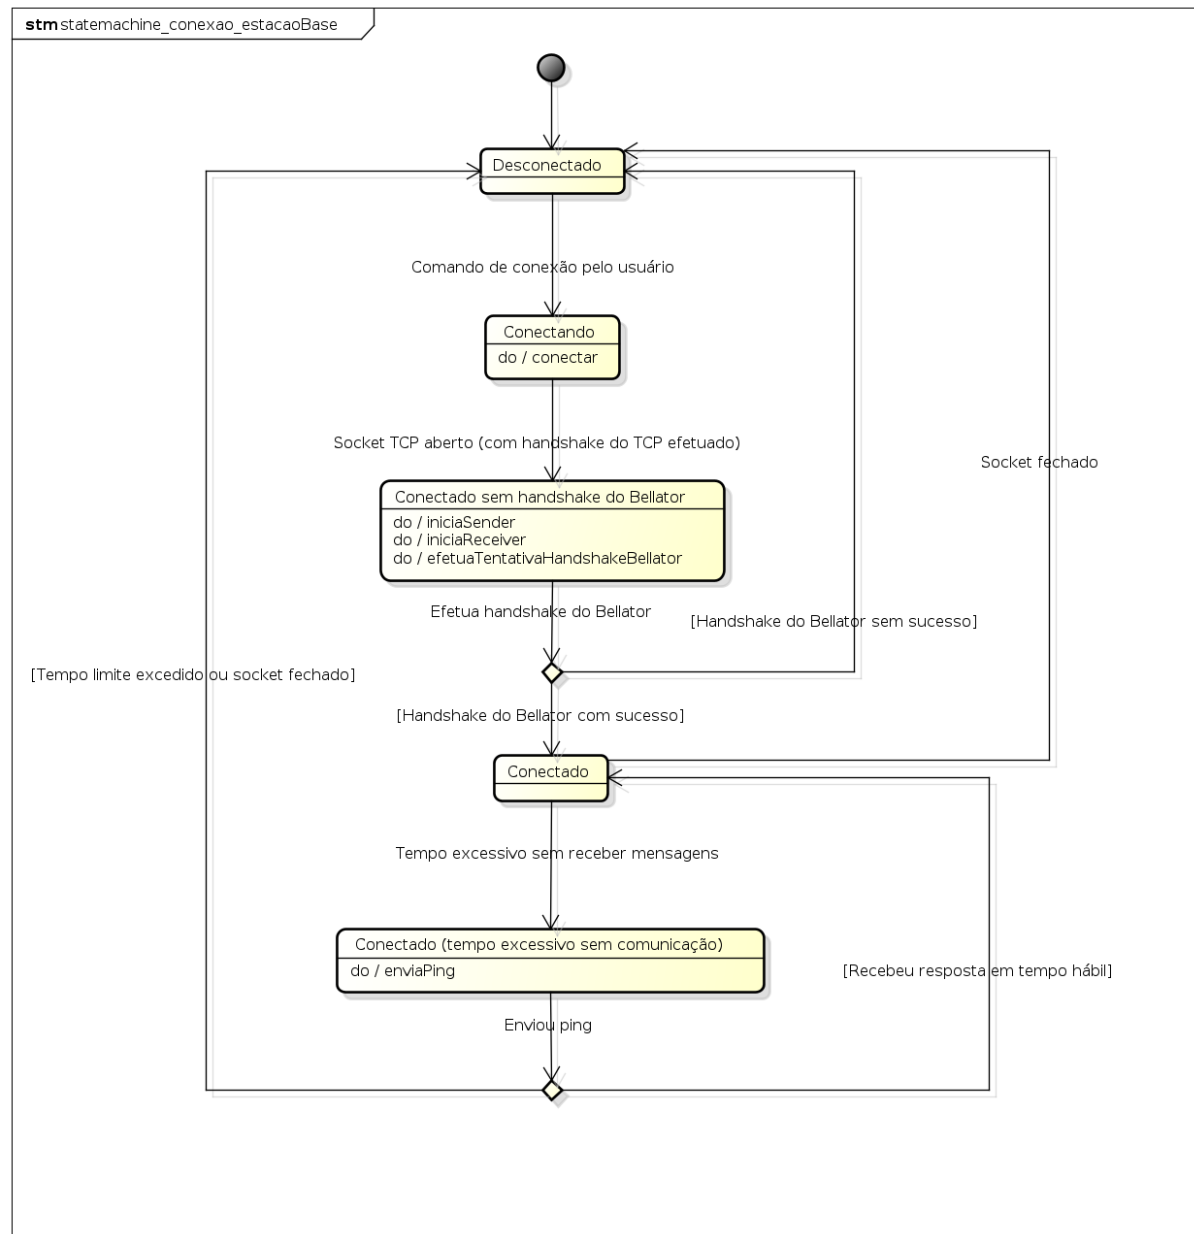 stm statemachine_conexao_estacaoBase
Desconectado
Comando de conexão pelo usuário
Conectando
do / conectar
Socket TCP aberto (com handshake do TCP efetuado)
Socket fechado
Conectado sem handshake do Bellator
do / iniciaSender
do / iniciaReceiver
do / efetuaTentativaHandshakeBellator
Efetua handshake do Bellator
[Handshake do Bellator sem sucesso]
[Tempo limite excedido ou socket fechado]
[Handshake do Bellator com sucesso]
Conectado
Tempo excessivo sem receber mensagens
Conectado (tempo excessivo sem comunicação)
do / enviaPing
[Recebeu resposta em tempo hábil]
Enviou ping